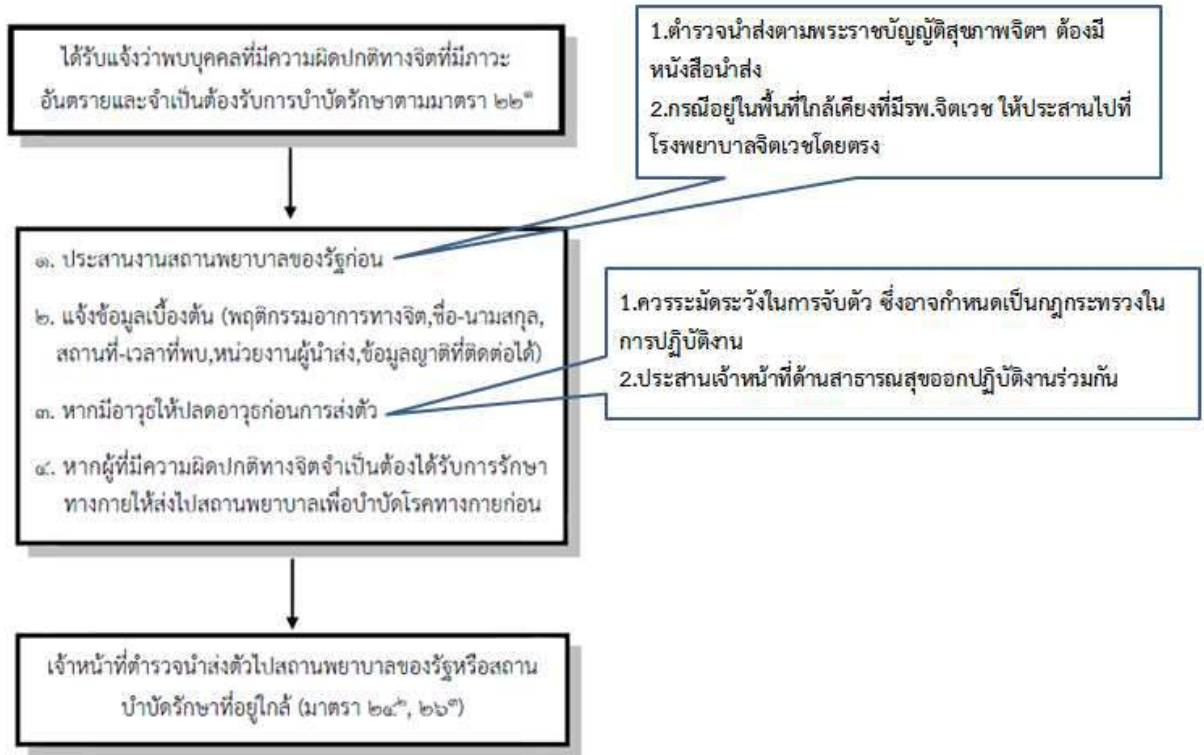 ได้รับแจ้งว่าพบบุคคลที่มีความผิดปกติทางจิตที่มีภาวะ
อันตรายและจำเป็นต้องรับการบำบัดรักษาตามมาตรา ๒๒๑
1.ตำรวจนำส่งตามพระราชบัญญัติสุขภาพจิตฯ ต้องมี
หนังสือนำส่ง
2.กรณีอยู่ในพื้นที่ใกล้เคียงที่มีรพ.จิตเวช ให้ประสานไปที่
โรงพยาบาลจิตเวชโดยตรง
๑. ประสานงานสถานพยาบาลของรัฐก่อน
๒. แจ้งข้อมูลเบื้องต้น (พฤติกรรมอาการทางจิต,ชื่อ-นามสกุล,
สถานที่-เวลาที่พบ,หน่วยงานผู้นำส่ง,ข้อมูลญาติที่ติดต่อได้)
๓. หากมีอาวุธให้ปลดอาวุธก่อนการส่งตัว
๔. หากผู้ที่มีความผิดปกติทางจิตจำเป็นต้องได้รับการรักษา
ทางกายให้ส่งไปสถานพยาบาลเพื่อบำบัดโรคทางกายก่อน
1.ควรระมัดระวังในการจับตัว ซึ่งอาจกำหนดเป็นกฎกระทรวงใน
การปฏิบัติงาน
2.ประสานเจ้าหน้าที่ด้านสาธารณสุขออกปฏิบัติงานร่วมกัน
เจ้าหน้าที่ตำรวจนำส่งตัวไปสถานพยาบาลของรัฐหรือสถาน
บำบัดรักษาที่อยู่ใกล้ (มาตรา ๒๔๒, ๒๖๓)